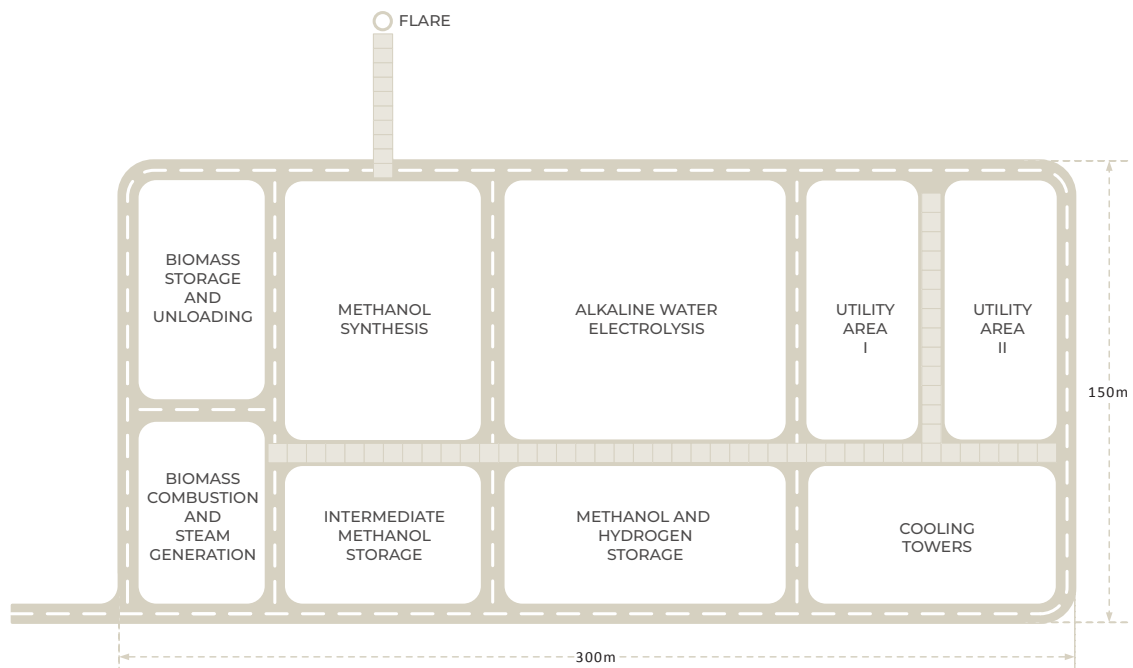 FLARE
BIOMASS
STORAGE
AND
UNLOADING
METHANOL
SYNTHESIS
ALKALINE WATER
ELECTROLYSIS
UTILITY
AREA
I
UTILITY
AREA
II
150m
BIOMASS
COMBUSTION
AND
STEAM
GENERATION
INTERMEDIATE
METHANOL
STORAGE
METHANOL AND
HYDROGEN
STORAGE
COOLING
TOWERS
300m